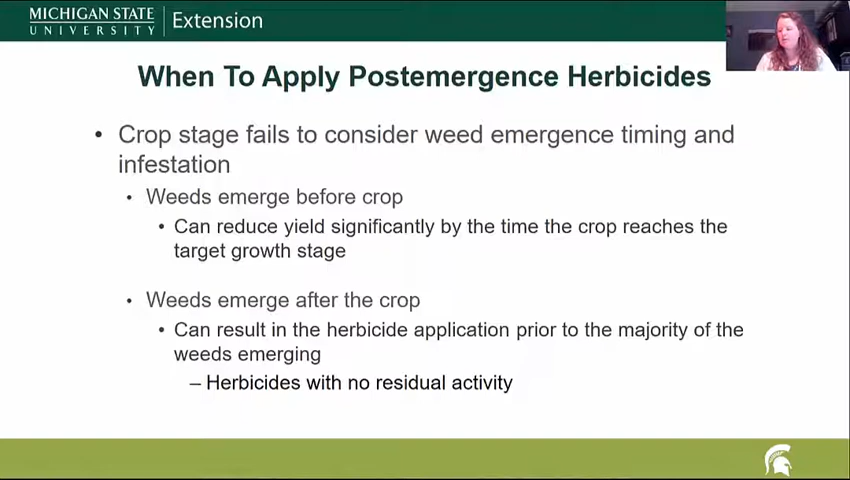 MICHIGAN STATE
UNIVERSITY
Extension
When To Apply Postemergence Herbicides
• Crop stage fails to consider weed emergence timing and
infestation
• Weeds emerge before crop
• Can reduce yield significantly by the time the crop reaches the
target growth stage
• Weeds emerge after the crop
• Can result in the herbicide application prior to the majority of the
weeds emerging
– Herbicides with no residual activity